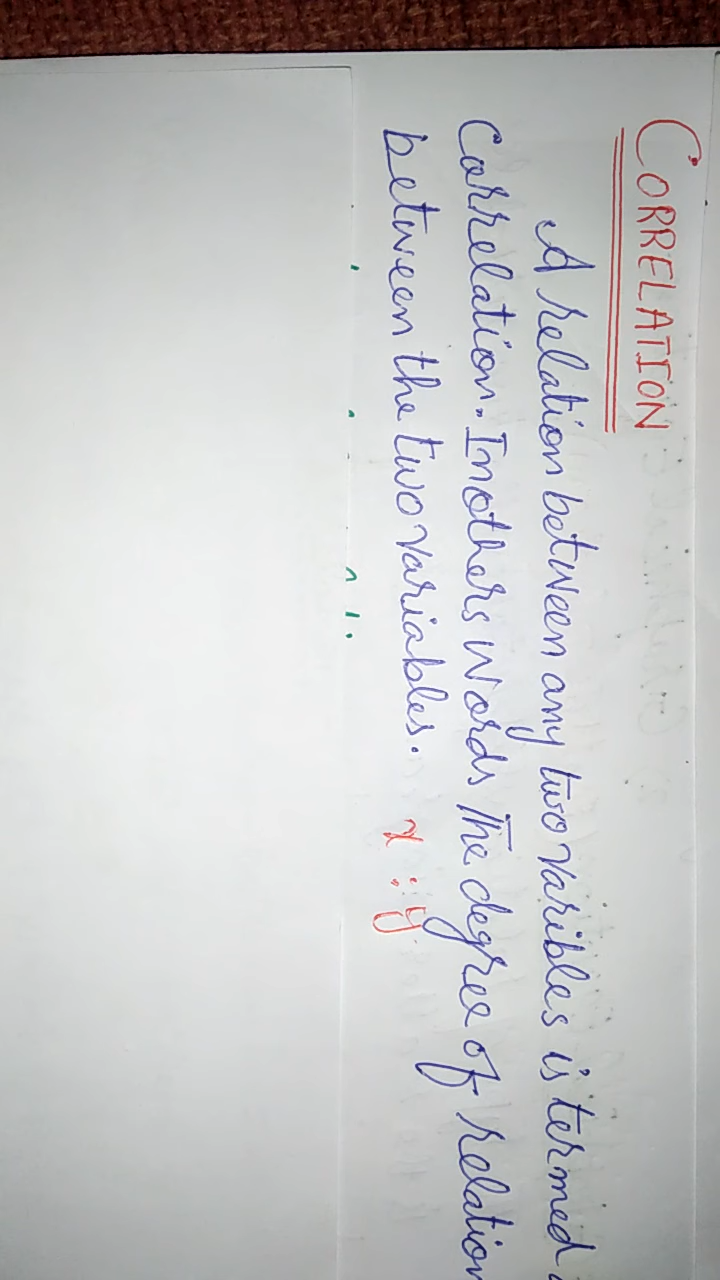 CORRELATION
A relation between any two varibles is termed
Correlation. In others words The degree of relation
between the two variables. x : y